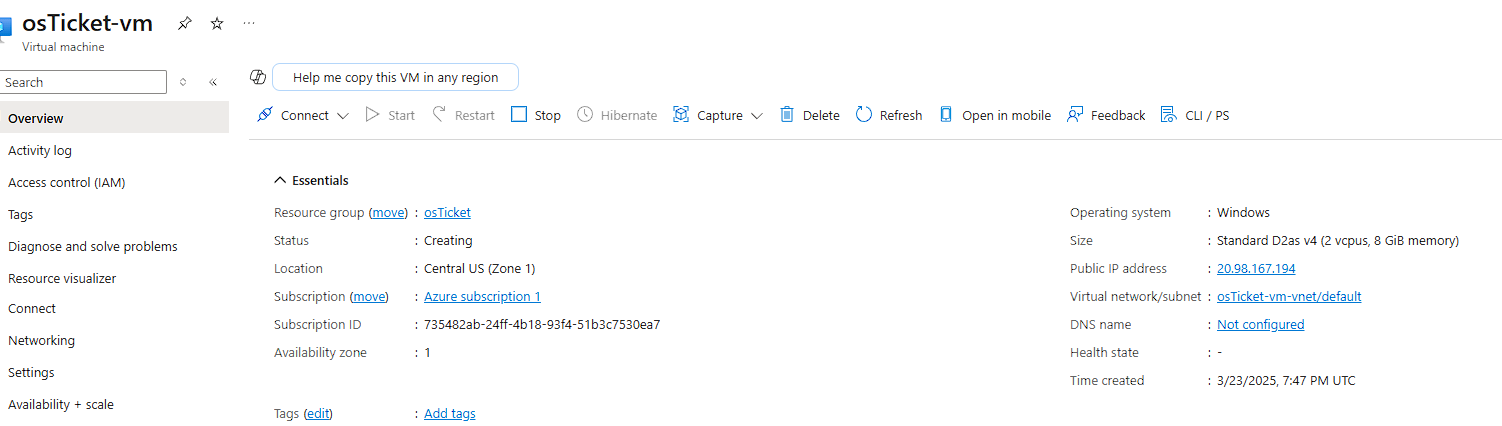 osTicket-vm
Virtual machine
Search
Overview
Activity log
Access control (IAM)
Tags
Diagnose and solve problems
Resource visualizer
Connect
Networking
Settings
Availability + scale
Help me copy this VM in any region
Connect Start Restart Stop Hibernate Capture Delete Refresh Open in mobile Feedback CLI / PS
Essentials
Resource group (move) : osTicket
Status : Creating
Location : Central US (Zone 1)
Subscription (move) : Azure subscription 1
Subscription ID : 735482ab-24ff-4b18-93f4-51b3c7530ea7
Availability zone : 1
Tags (edit) : Add tags
Operating system : Windows
Size : Standard D2as v4 (2 vcpus, 8 GiB memory)
Public IP address : 20.98.167.194
Virtual network/subnet : osTicket-vm-vnet/default
DNS name : Not configured
Health state : -
Time created : 3/23/2025, 7:47 PM UTC